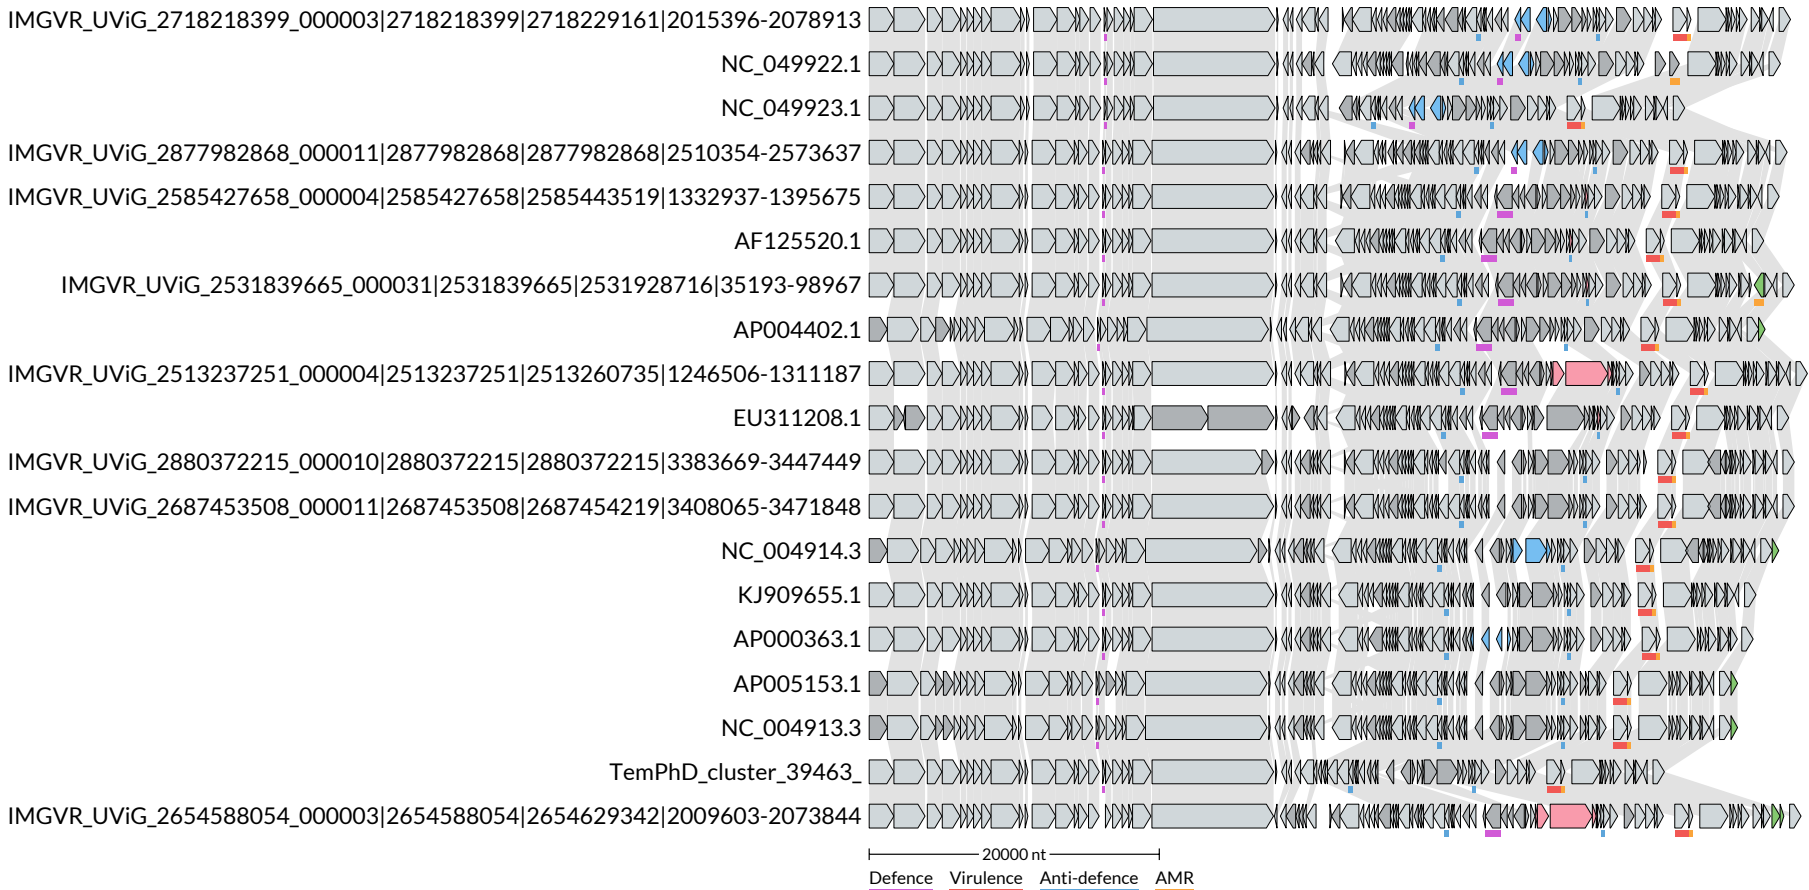 IMGVR_UViG_2718218399_000003|2718218399|2718229161|2015396-2078913
NC_049922.1
NC_049923.1
IMGVR_UViG_2877982868_000011|2877982868|2877982868|2510354-2573637
IMGVR_UViG_2585427658_000004|2585427658|2585443519|1332937-1395675
AF125520.1
IMGVR_UViG_2531839665_000031|2531839665|2531928716|35193-98967
AP004402.1
IMGVR_UViG_2513237251_000004|2513237251|2513260735|1246506-1311187
EU311208.1
IMGVR_UViG_2880372215_000010|2880372215|2880372215|3383669-3447449
IMGVR_UViG_2687453508_000011|2687453508|2687454219|3408065-3471848
NC_004914.3
KJ909655.1
AP000363.1
AP005153.1
NC_004913.3
TemPhD_cluster_39463_
IMGVR_UViG_2654588054_000003|2654588054|2654629342|2009603-2073844
20000 nt
Defence Virulence Anti-defence AMR